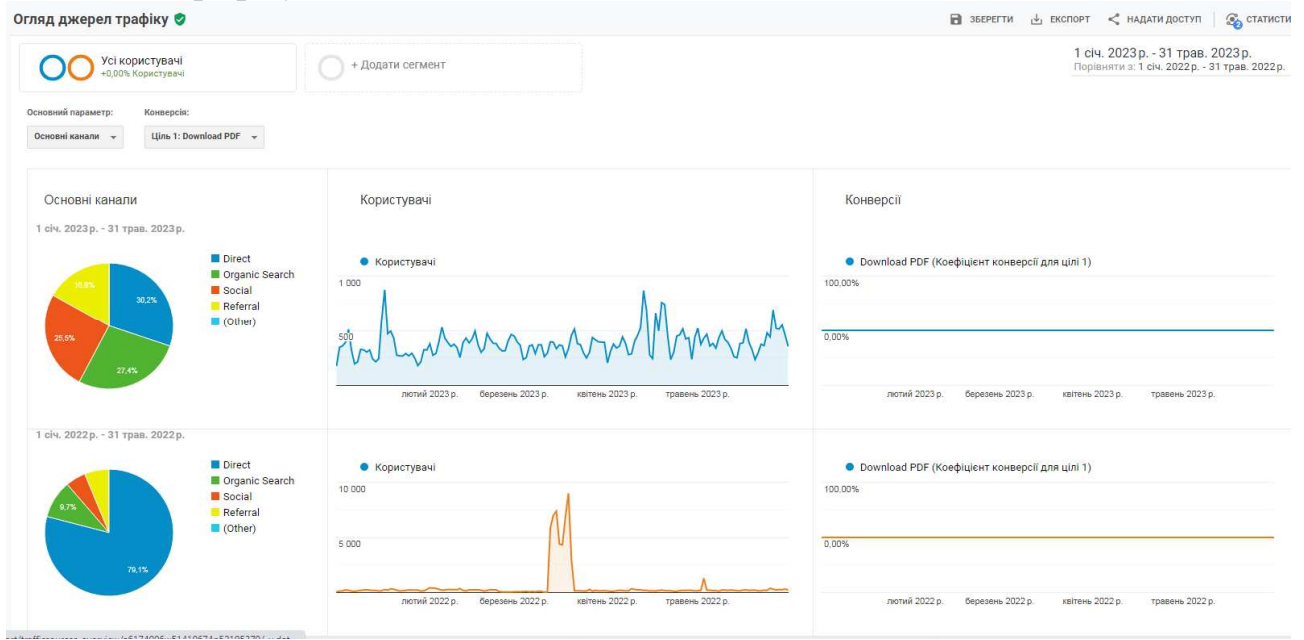 Огляд джерел трафіку
ЗБЕРЕГТИ
ЕКСПОРТ
НАДАТИ ДОСТУП
2
СТАТИСТИ
Усі користувачі
+0,00% Користувачі
+ Додати сегмент
1 січ. 2023 р. - 31 трав. 2023 р.
Порівняти з: 1 січ. 2022 р. - 31 трав. 2022 р.
Основний параметр:
Конверсія:
Основні канали
Ціль 1: Download PDF
Основні канали
1 січ. 2023 р. - 31 трав. 2023 р.
Direct
Organic Search
Social
Referral
(Other)
30,2%
27,4%
25,5%
Користувачі
Користувачі
1 000
500
лютий 2023 р.
березень 2023 р.
квітень 2023 р.
травень 2023 р.
Конверсії
Download PDF (Коефіцієнт конверсії для цілі 1)
100,00%
0,00%
лютий 2023 р.
березень 2023 р.
квітень 2023 р.
травень 2023 р.
1 січ. 2022 р. - 31 трав. 2022 р.
Direct
Organic Search
Social
Referral
(Other)
9,7%
79,1%
Користувачі
10 000
5 000
лютий 2022 р.
березень 2022 р.
квітень 2022 р.
травень 2022 р.
Download PDF (Коефіцієнт конверсії для цілі 1)
100,00%
0,00%
лютий 2022 р.
березень 2022 р.
квітень 2022 р.
травень 2022 р.